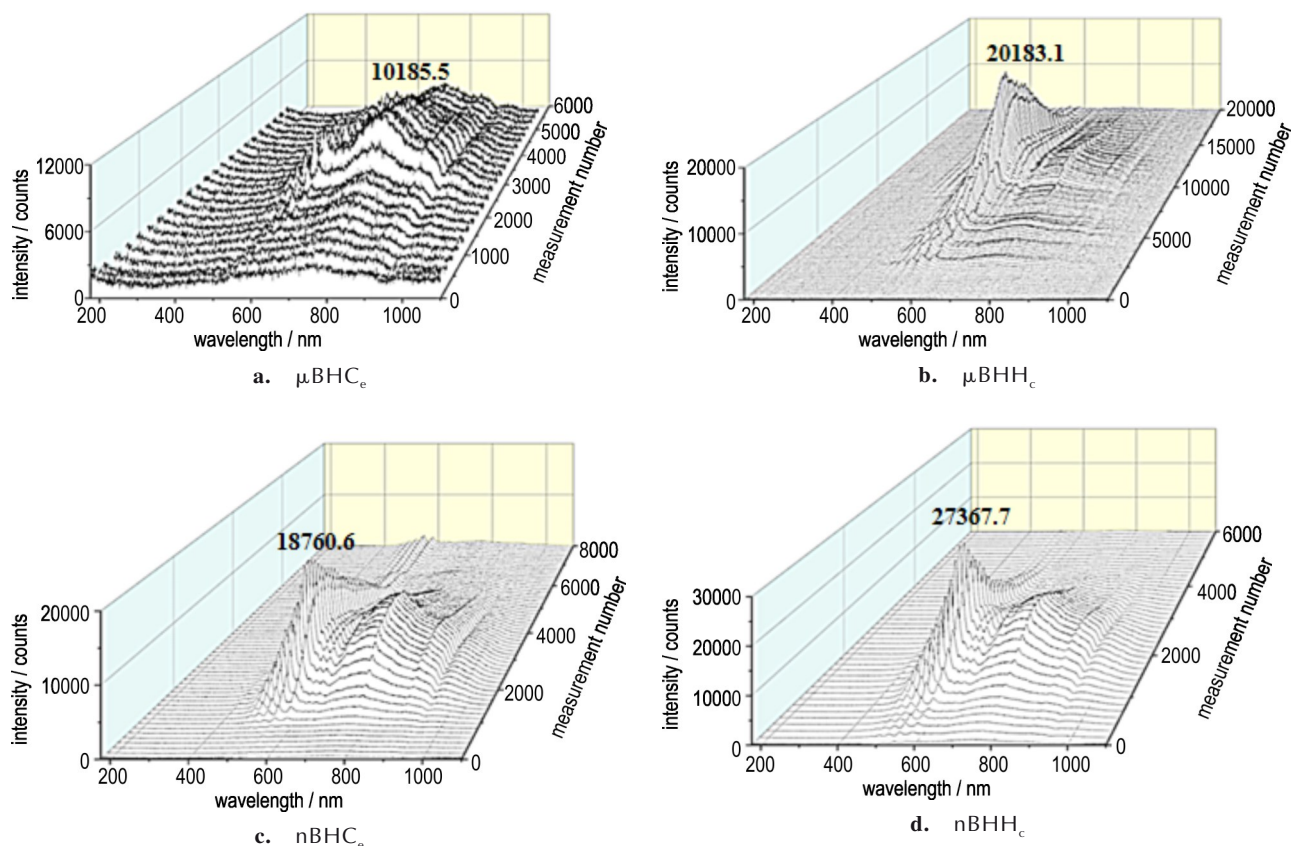 10185.5
12000
6000
0
intensity / counts
200 400 600 800 1000
wavelength / nm
0
1000
2000
3000
4000
5000
6000
measurement number
a. μBHCe
20183.1
20000
10000
0
intensity / counts
200 400 600 800 1000
wavelength / nm
0
5000
10000
15000
20000
measurement number
b. μBHHc
18760.6
20000
10000
0
intensity / counts
200 400 600 800 1000
wavelength / nm
0
2000
4000
6000
8000
measurement number
c. nBHCe
27367.7
30000
20000
10000
0
intensity / counts
200 400 600 800 1000
wavelength / nm
0
2000
4000
6000
measurement number
d. nBHHc